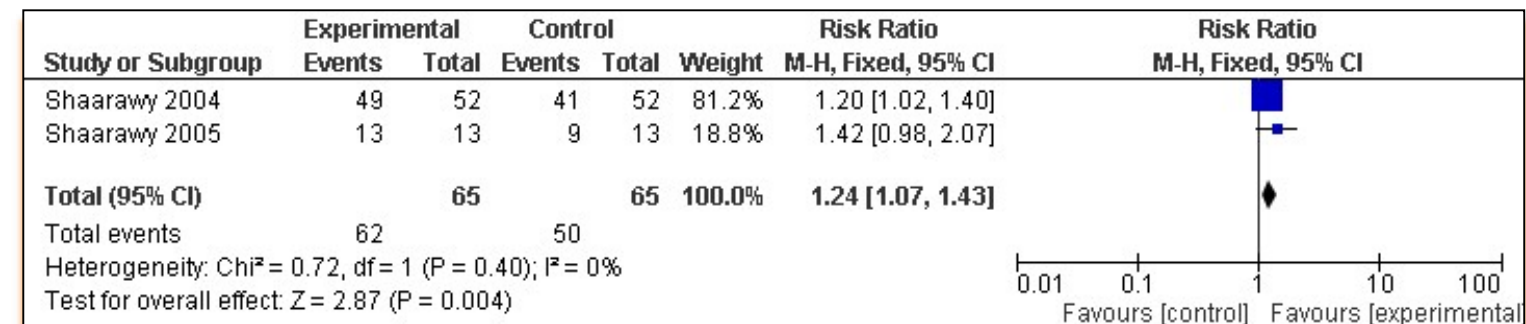 Experimental Control Risk Ratio Risk Ratio
Study or Subgroup Events Total Events Total Weight M-H, Fixed, 95% CI M-H, Fixed, 95% CI
Shaarawy 2004 49 52 41 52 81.2% 1.20 [1.02, 1.40]
Shaarawy 2005 13 13 9 13 18.8% 1.42 [0.98, 2.07]
Total (95% CI) 65 65 100.0% 1.24 [1.07, 1.43]
Total events 62 50
Heterogeneity: Chi² = 0.72, df = 1 (P = 0.40); I² = 0%
Test for overall effect: Z = 2.87 (P = 0.004)
0.01 0.1 1 10 100
Favours [control] Favours [experimental]